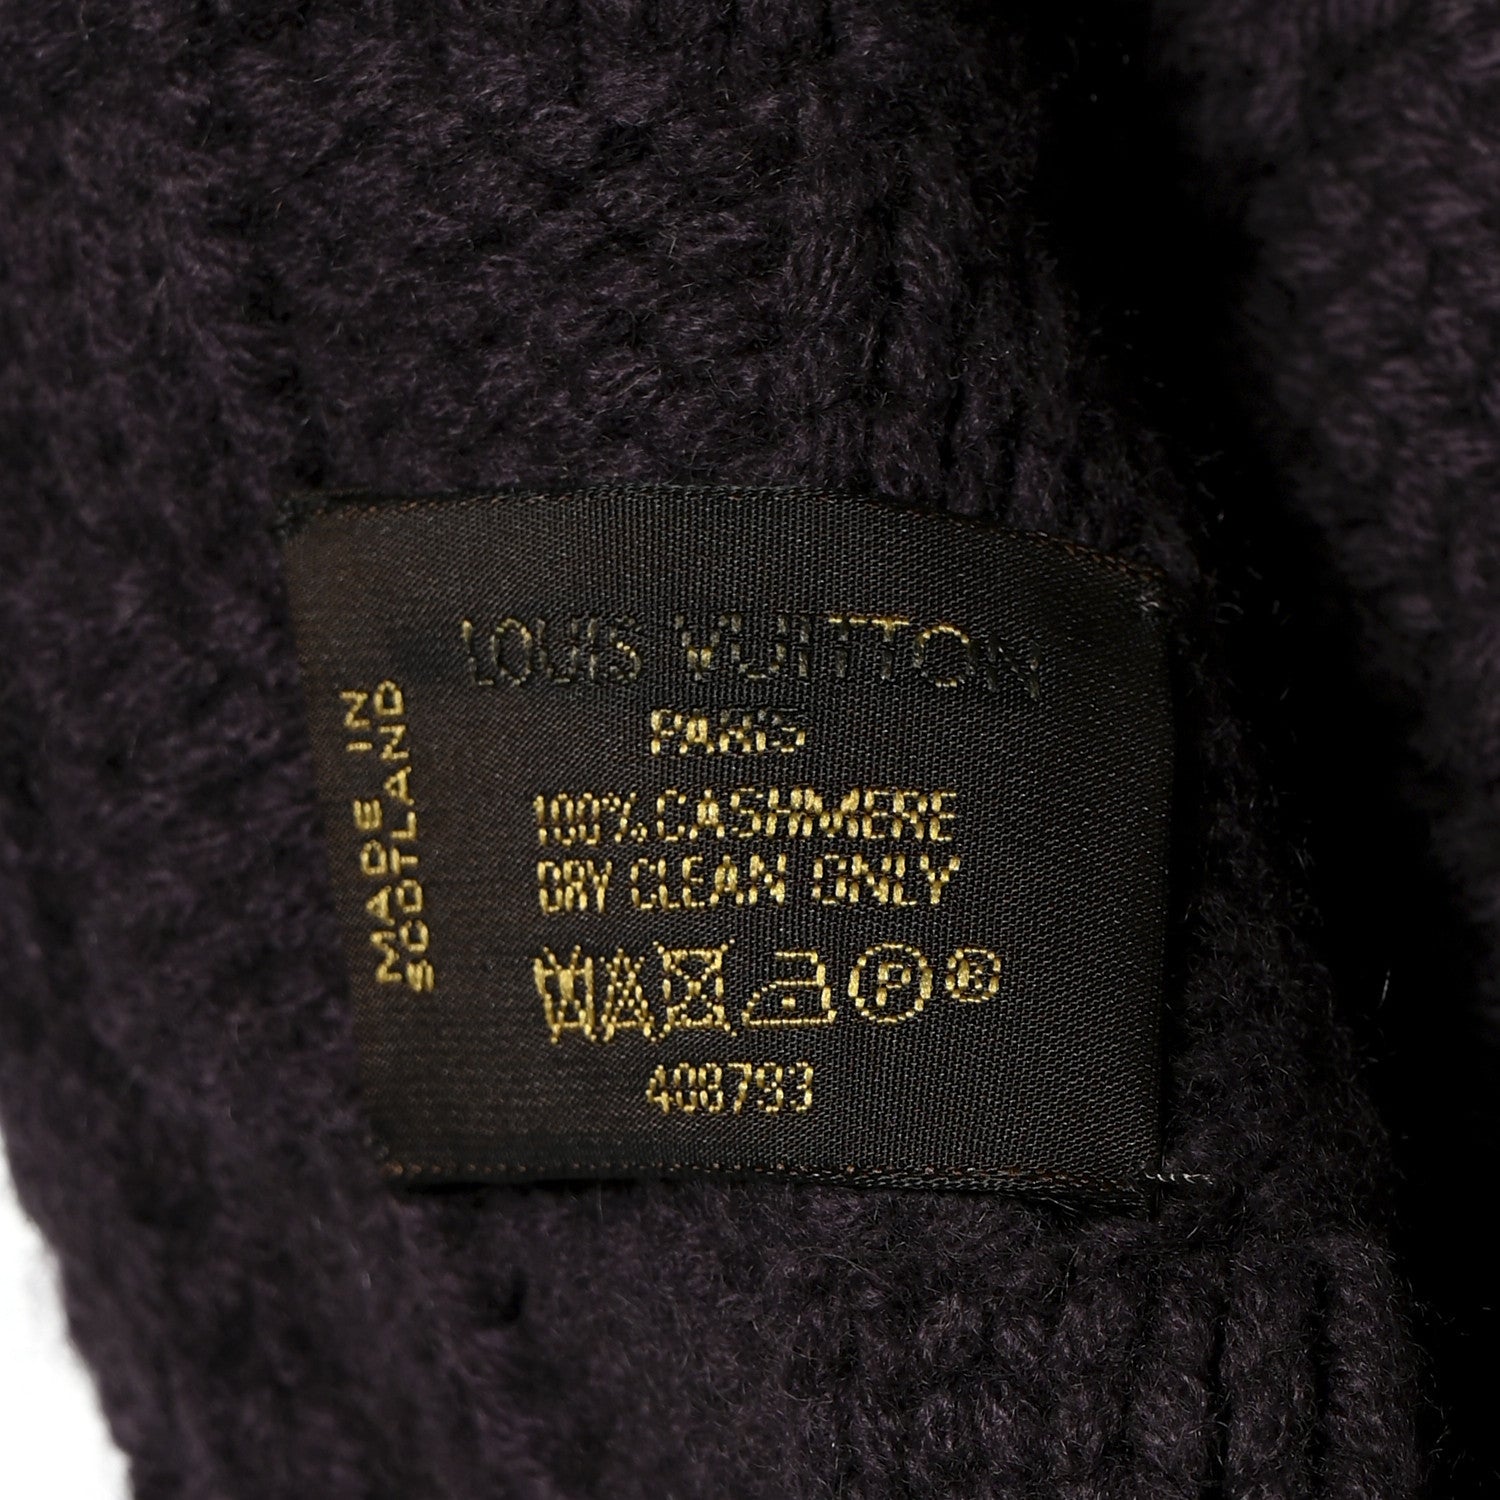 LOUIS VUITTON
PARIS
100% CASHMERE
DRY CLEAN ONLY
P ®
408793
MADE IN
SCOTLAND